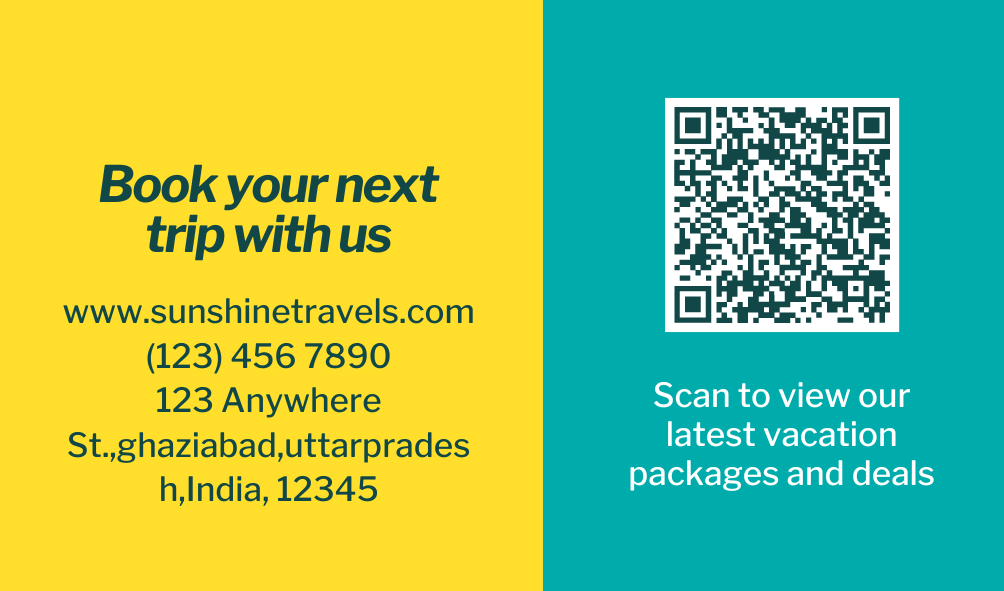 Book your next
trip with us
www.sunshinetravels.com
(123) 456 7890
123 Anywhere
St.,ghaziabad,uttarprades
h,India, 12345
Scan to view our
latest vacation
packages and deals